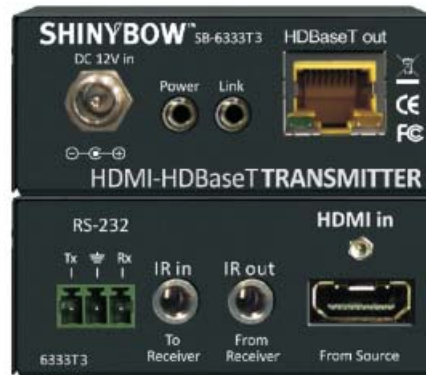 SHINYBOW™ SB-6333T3 HDBaseT out
DC 12V in
Power Link
CE
FC
HDMI-HDBaseT TRANSMITTER
RS-232
HDMI in
Tx Rx
IR in IR out
To Receiver
From Receiver
6333T3
From Source